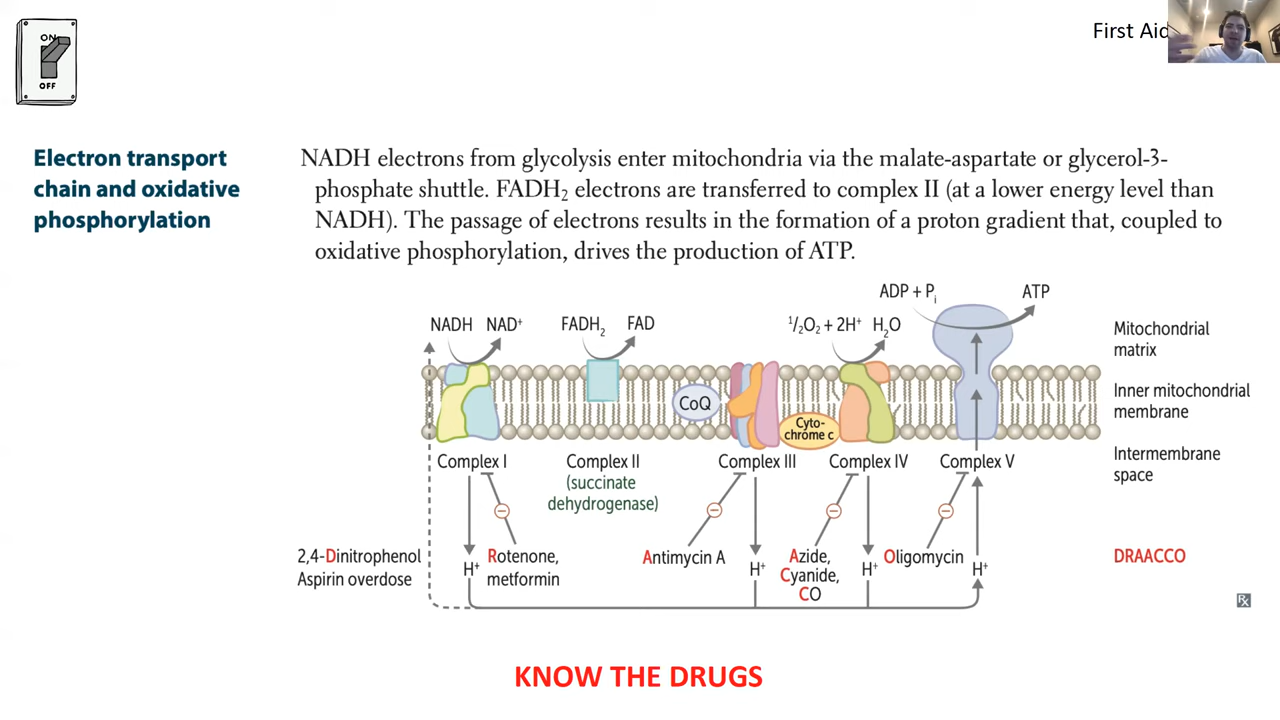 ON
OFF
First Aid
Electron transport
chain and oxidative
phosphorylation
NADH electrons from glycolysis enter mitochondria via the malate-aspartate or glycerol-3-
phosphate shuttle. FADH₂ electrons are transferred to complex II (at a lower energy level than
NADH). The passage of electrons results in the formation of a proton gradient that, coupled to
oxidative phosphorylation, drives the production of ATP.
ADP + Pᵢ ATP
NADH NAD⁺ FADH₂ FAD ¹/₂O₂ + 2H⁺ H₂O
Mitochondrial
matrix
CoQ
Cyto-
chrome c
Inner mitochondrial
membrane
Complex I Complex II Complex III Complex IV Complex V
(succinate
dehydrogenase)
Intermembrane
space
2,4-Dinitrophenol
Aspirin overdose
H⁺
Rotenone,
metformin
Antimycin A
H⁺
Azide,
Cyanide,
CO
H⁺
Oligomycin
H⁺
DRAACCO
Rx
KNOW THE DRUGS